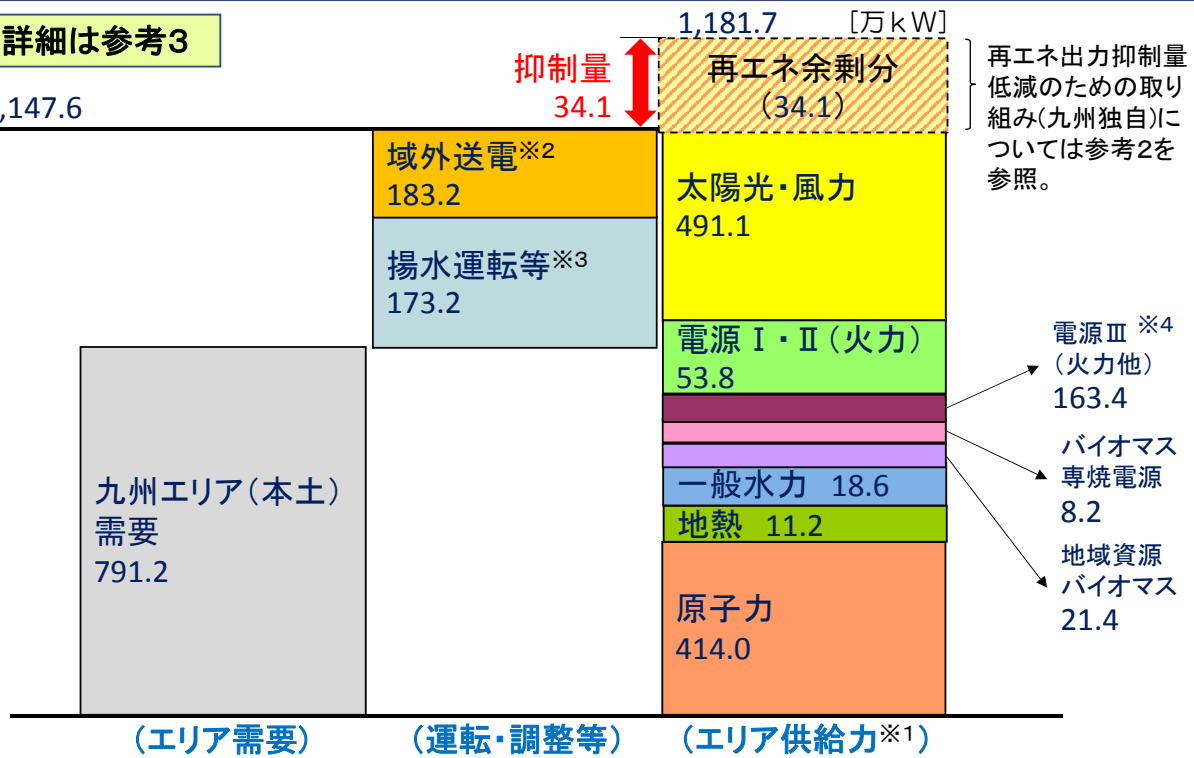 詳細は参考3
1,181.7 [万kW]
,147.6
抑制量
34.1
再エネ余剰分
(34.1)
再エネ出力抑制量
低減のための取り
組み(九州独自)に
ついては参考2を
参照。
域外送電※2
183.2
揚水運転等※3
173.2
太陽光・風力
491.1
電源Ⅰ・Ⅱ(火力)
53.8
電源Ⅲ ※4
(火力他)
163.4
バイオマス
専焼電源
8.2
地域資源
バイオマス
21.4
一般水力 18.6
地熱 11.2
原子力
414.0
九州エリア(本土)
需要
791.2
(エリア需要)
(運転・調整等)
(エリア供給力※1)